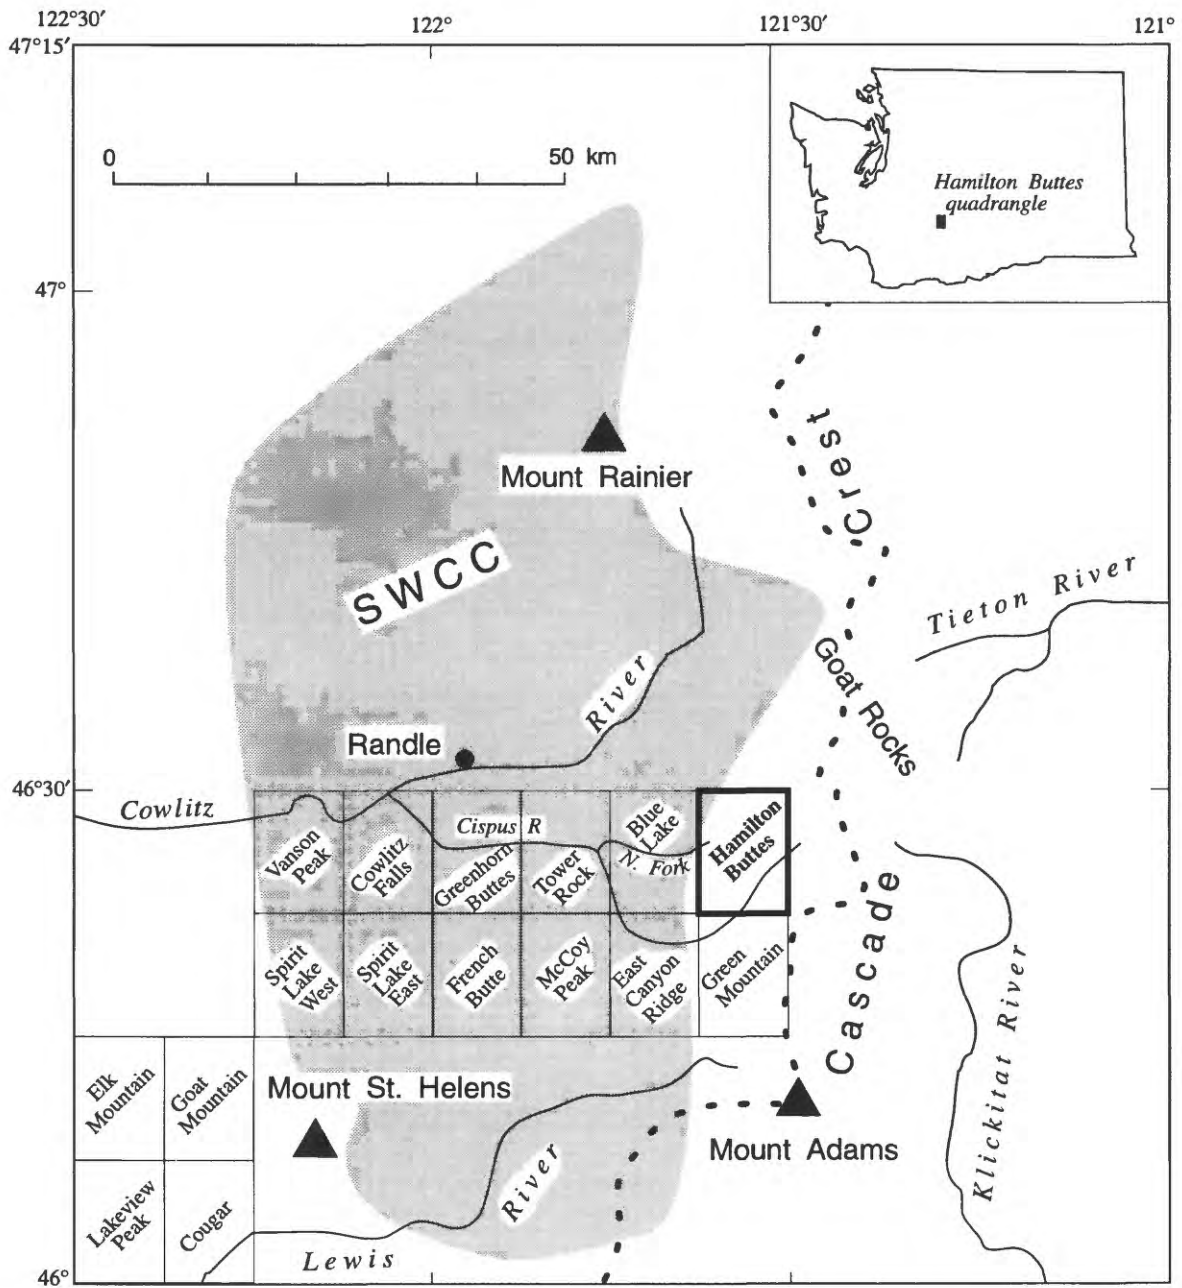 122°30'
122°
121°30'
121°
47°15'
0
50 km
Hamilton Buttes
quadrangle
47°
Mount Rainier
Crest
SWCC
Tieton River
Goat Rocks
River
Randle
46°30'
Cowlitz
Cispus R
N. Fork
Vanson
Peak
Cowlitz
Falls
Greenhorn
Buttes
Tower
Rock
Blue
Lake
Hamilton
Buttes
Spirit
Lake
West
Spirit
Lake
East
French
Butte
McCoy
Peak
East
Canyon
Ridge
Green
Mountain
Cascade
Klickitat River
Elk
Mountain
Goat
Mountain
Mount St. Helens
Mount Adams
Lakeview
Peak
Cougar
River
Lewis
46°